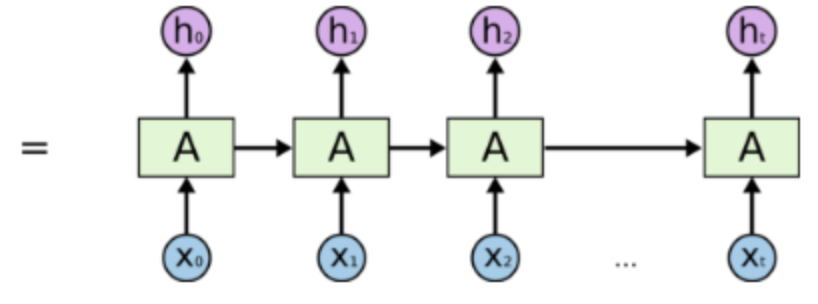 h₀ h₁ h₂ hₜ
= A A A A
x₀ x₁ x₂ ... xₜ